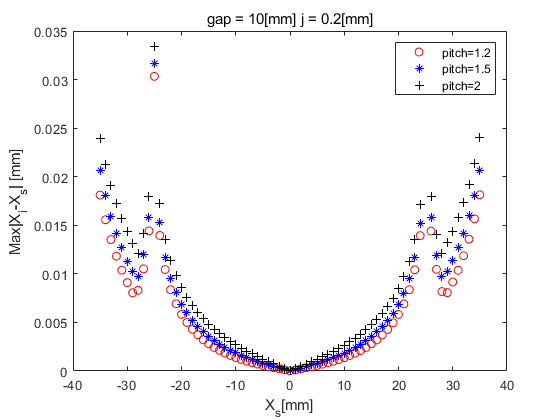 gap = 10[mm] j = 0.2[mm]
pitch=1.2
pitch=1.5
pitch=2
Max|X_i-X_s| [mm]
0.035
0.03
0.025
0.02
0.015
0.01
0.005
0
-40 -30 -20 -10 0 10 20 30 40
X_s[mm]